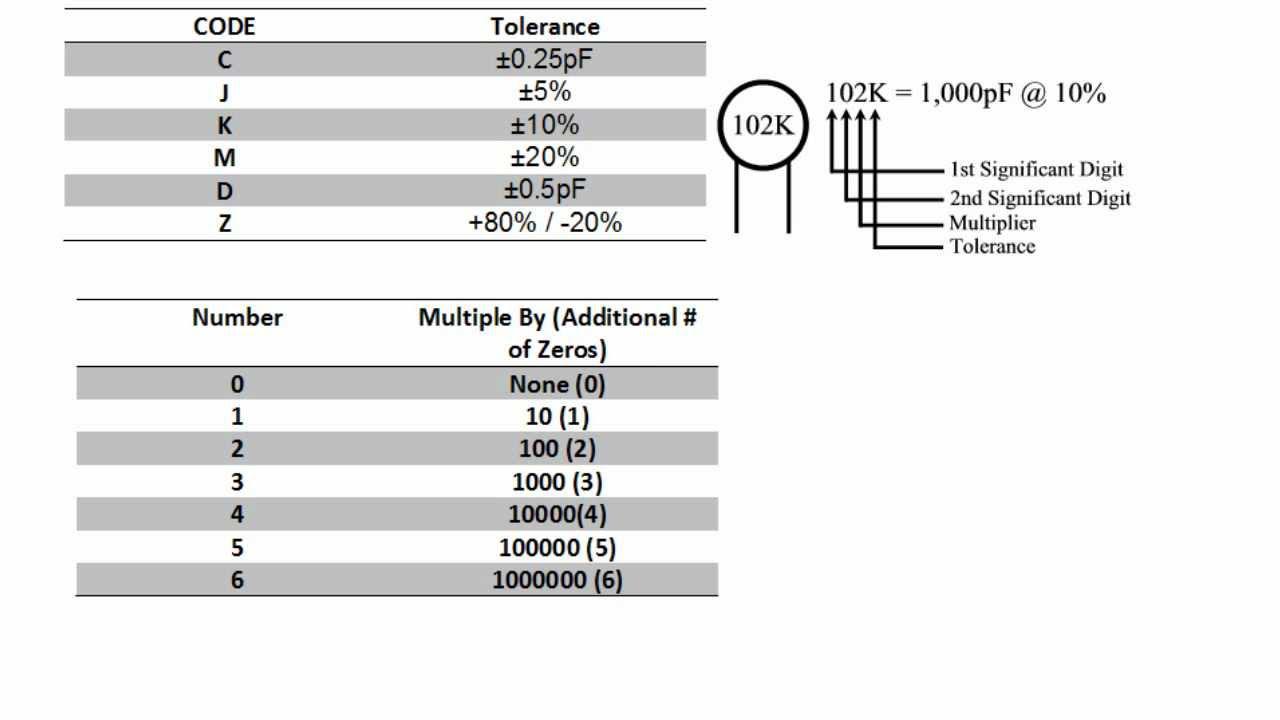 CODE Tolerance
C ±0.25pF
J ±5%
K ±10%
M ±20%
D ±0.5pF
Z +80% / -20%
102K
102K = 1,000pF @ 10%
1st Significant Digit
2nd Significant Digit
Multiplier
Tolerance
Number Multiple By (Additional #
of Zeros)
0 None (0)
1 10 (1)
2 100 (2)
3 1000 (3)
4 10000(4)
5 100000 (5)
6 1000000 (6)